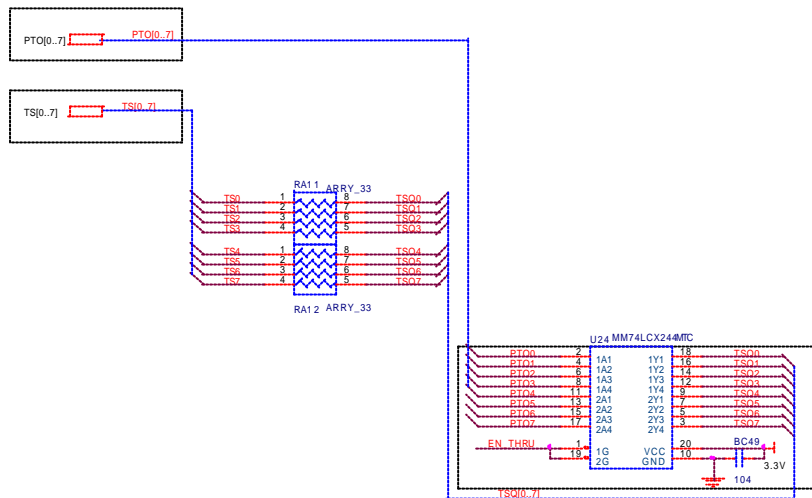 PTO[0..7] PTO[0..7]
TS[0..7] TS[0..7]
RA11 ARRY_33
TS0 1 8 TSO0
TS1 2 7 TSO1
TS2 3 6 TSO2
TS3 4 5 TSO3
TS4 1 8 TSO4
TS5 2 7 TSO5
TS6 3 6 TSO6
TS7 4 5 TSO7
RA12 ARRY_33
U24 MM74LCX244MTC
PTO0 2 1A1 1Y1 18 TSO0
PTO1 4 1A2 1Y2 16 TSO1
PTO2 6 1A3 1Y3 14 TSO2
PTO3 8 1A4 1Y4 12 TSO3
PTO4 11 2A1 2Y1 9 TSO4
PTO5 13 2A2 2Y2 7 TSO5
PTO6 15 2A3 2Y3 5 TSO6
PTO7 17 2A4 2Y4 3 TSO7
EN_THRU 1 1G VCC 20 BC49
19 2G GND 10 3.3V
104
TSO[0..7]